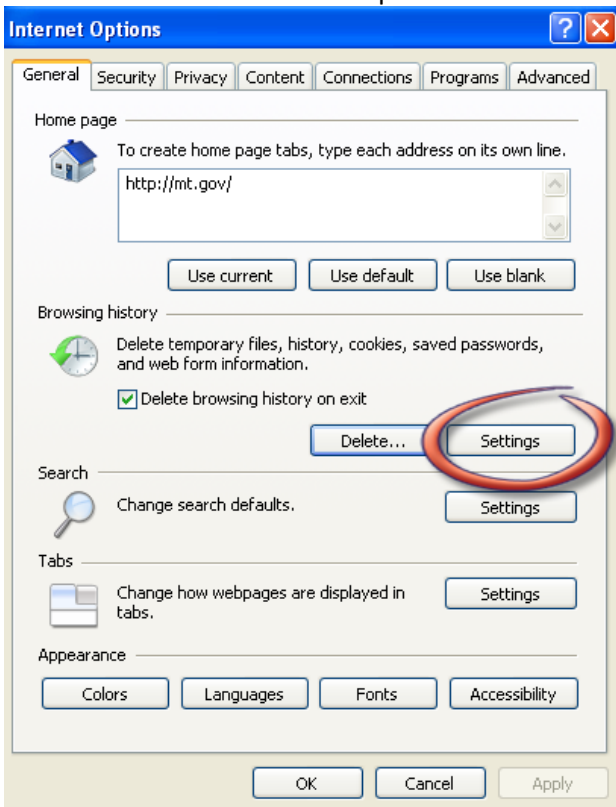 Internet Options
General Security Privacy Content Connections Programs Advanced
Home page
To create home page tabs, type each address on its own line.
http://mt.gov/
Use current Use default Use blank
Browsing history
Delete temporary files, history, cookies, saved passwords,
and web form information.
Delete browsing history on exit
Delete... Settings
Search
Change search defaults. Settings
Tabs
Change how webpages are displayed in Settings
tabs.
Appearance
Colors Languages Fonts Accessibility
OK Cancel Apply